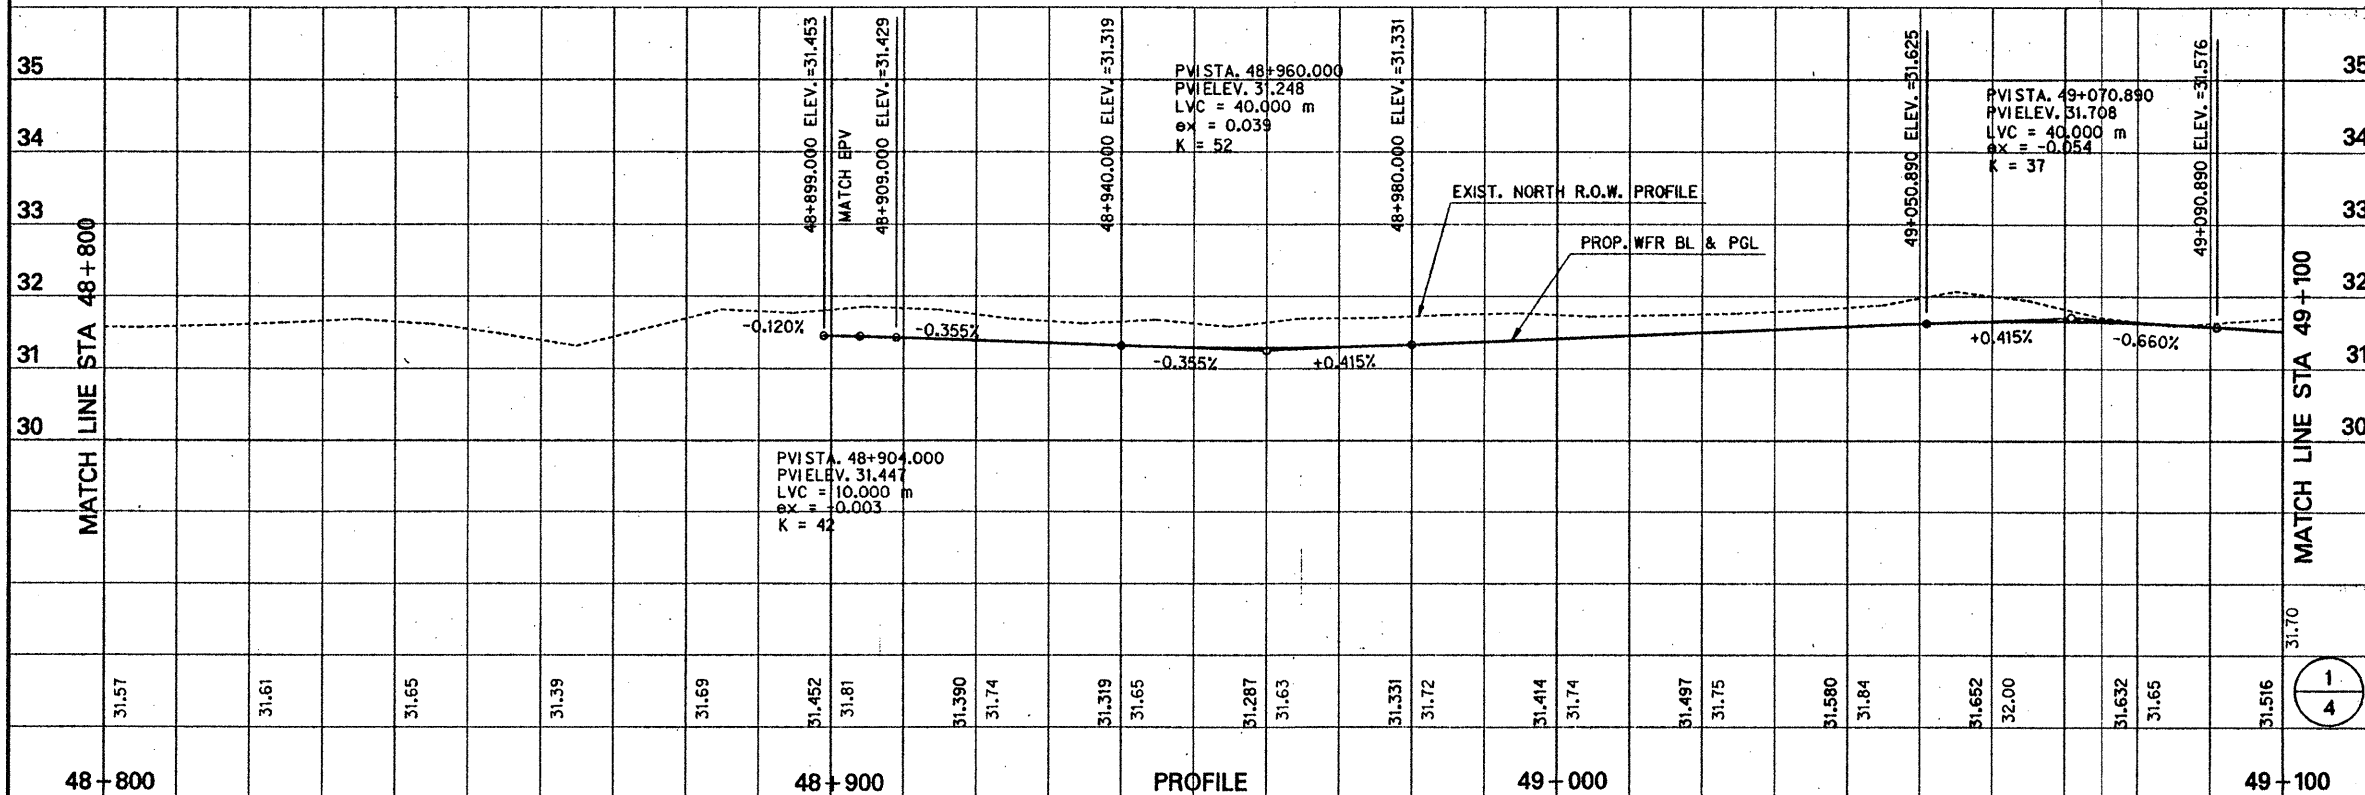 48+899.000 ELEV. =31.453
MATCH EPV
48+909.000 ELEV. =31.429
48+940.000 ELEV. =31.319
PVI STA. 48+960.000
PVI ELEV. 31.248
LVC = 40.000 m
ex = 0.039
K = 52
48+980.000 ELEV. =31.331
49+050.890 ELEV. =31.625
PVI STA. 49+070.890
PVI ELEV. 31.708
LVC = 40.000 m
ex = -0.054
K = 37
49+090.890 ELEV. =31.576
35
34
33
32
31
30
35
34
33
32
31
30
MATCH LINE STA 48+800
MATCH LINE STA 49+100
EXIST. NORTH R.O.W. PROFILE
PROP. WFR BL & PGL
-0.120%
-0.355%
-0.355%
+0.415%
+0.415%
-0.660%
PVI STA. 48+904.000
PVI ELEV. 31.447
LVC = 10.000 m
ex = -0.003
K = 42
31.57
31.61
31.65
31.39
31.69
31.452
31.81
31.390
31.74
31.319
31.65
31.287
31.63
31.331
31.72
31.414
31.74
31.497
31.75
31.580
31.84
31.652
32.00
31.632
31.65
31.516
31.70
1
4
48+800
48+900
PROFILE
49+000
49+100